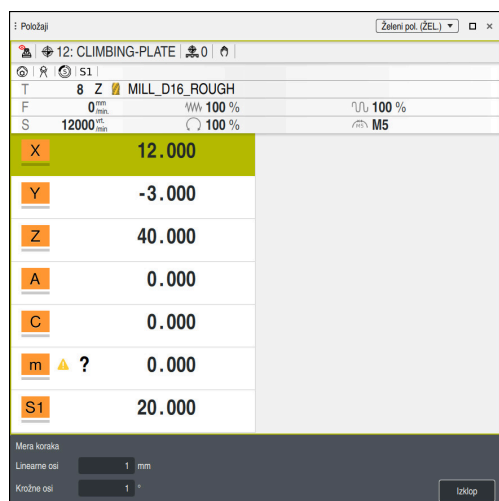 Položaji
Želeni pol. (ŽEL.)
12: CLIMBING-PLATE 0
S1
T 8 Z MILL_D16_ROUGH
F 0 mm/min. 100 % 100 %
S 12000 vrt./min 100 % M5
X 12.000
Y -3.000
Z 40.000
A 0.000
C 0.000
m ? 0.000
S1 20.000
Mera koraka
Linearne osi 1 mm
Krožne osi 1 °
Izklop